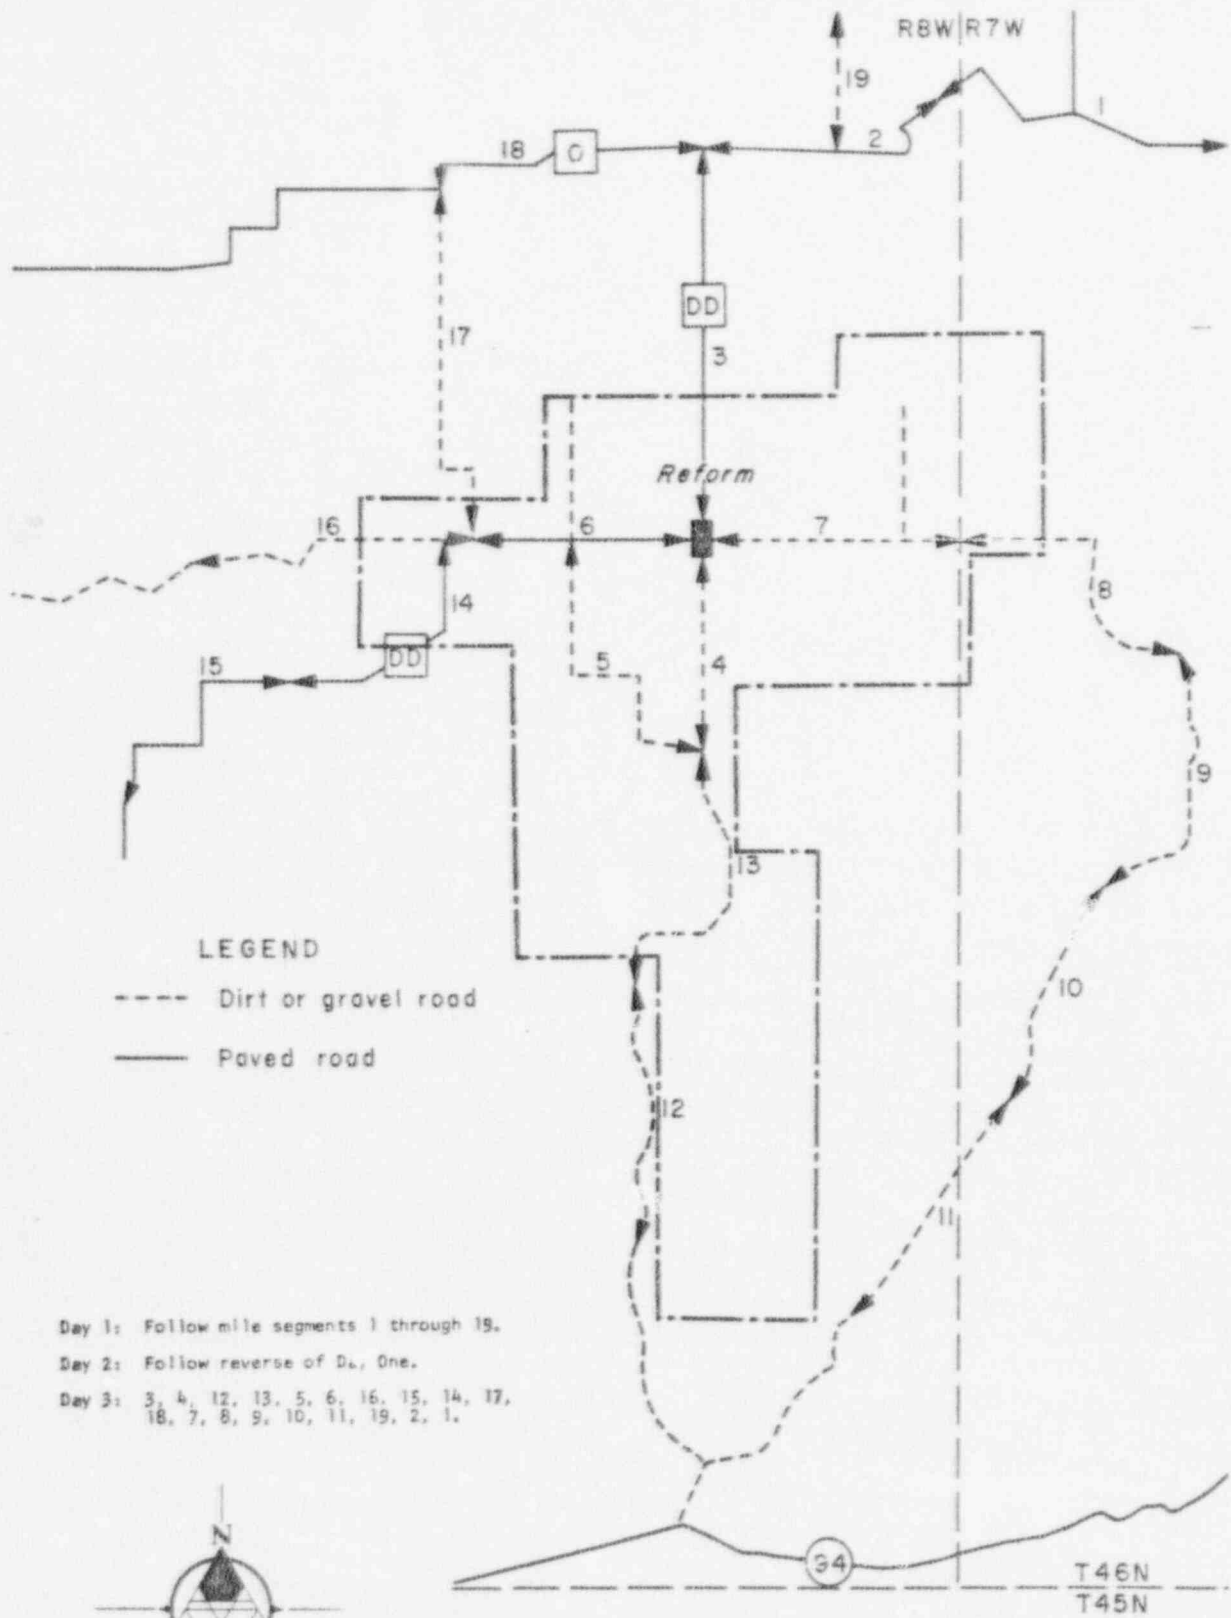 R8W R7W
19
1
2
18
O
DD
17
3
Reform
16
6
7
8
14
DD
15
5
4
9
13
LEGEND
Dirt or gravel road
Paved road
10
12
11
Day 1: Follow mile segments 1 through 19.
Day 2: Follow reverse of One.
Day 3: 3, 4, 12, 13, 5, 6, 16, 15, 14, 17,
18, 7, 8, 9, 10, 11, 19, 2, 1.
N
94
T46N
T45N